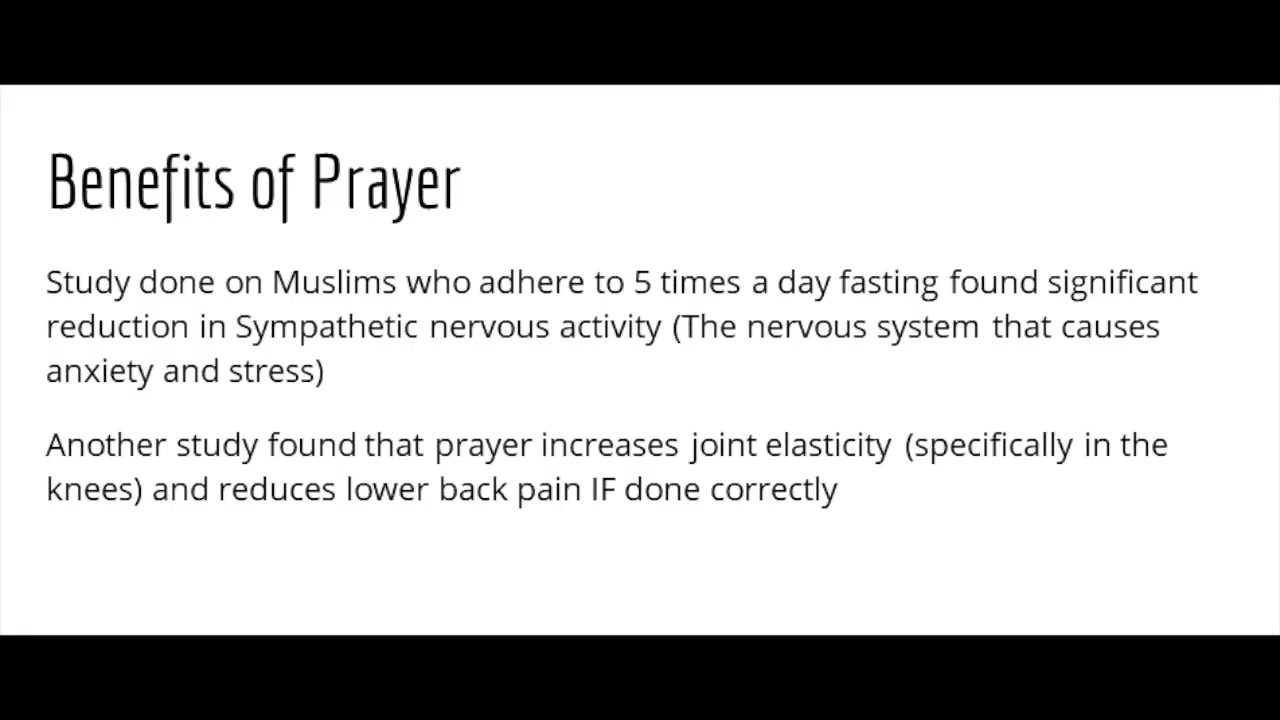 Benefits of Prayer
Study done on Muslims who adhere to 5 times a day fasting found significant
reduction in Sympathetic nervous activity (The nervous system that causes
anxiety and stress)
Another study found that prayer increases joint elasticity (specifically in the
knees) and reduces lower back pain IF done correctly